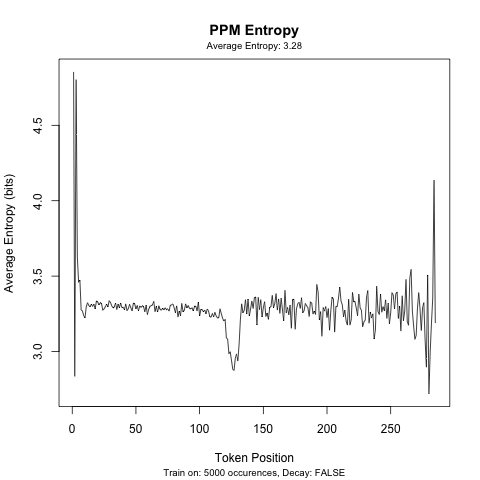 PPM Entropy
Average Entropy: 3.28
Average Entropy (bits)
4.5
4.0
3.5
3.0
0 50 100 150 200 250
Token Position
Train on: 5000 occurences, Decay: FALSE